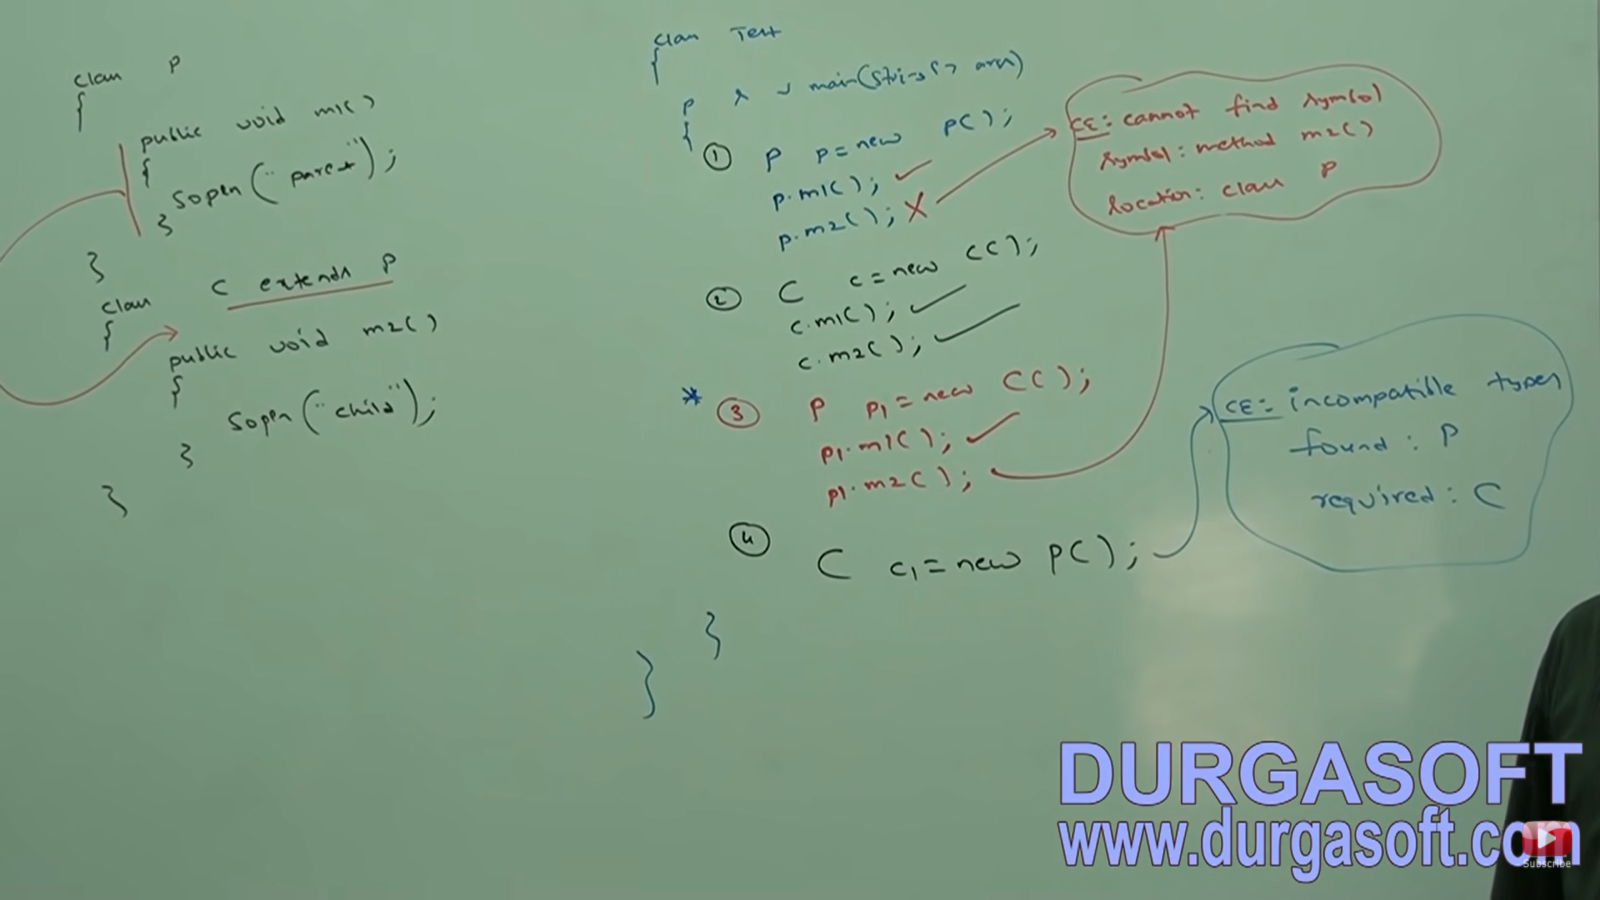 class P
{
public void m1()
{
sopln("parent");
}
}
class C extends P
{
public void m2()
{
sopln("child");
}
}
class Test
{
P s v main(String[] args)
{
① P p = new P();
p.m1(); ✓
p.m2(); X
CE: cannot find symbol
symbol: method m2()
location: class P
② C c = new C();
c.m1(); ✓
c.m2(); ✓
* ③ P p1 = new C();
p1.m1(); ✓
p1.m2();
④ C c1 = new P();
CE: incompatible types
found : P
required : C
}
}
DURGASOFT
www.durgasoft.com
Subscribe